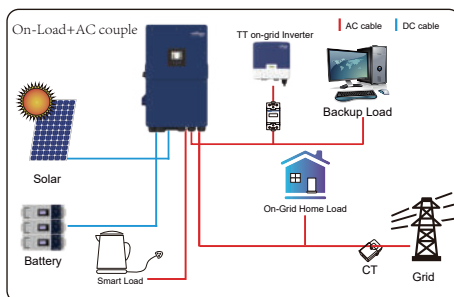 On-Load+AC couple
TT on-grid Inverter
AC cable
DC cable
Backup Load
Solar
On-Grid Home Load
Battery
Smart Load
CT
Grid